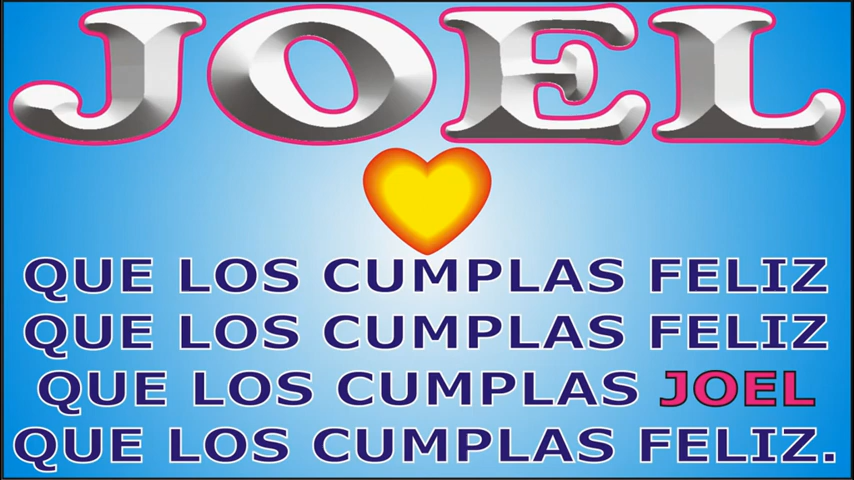 JOEL
QUE LOS CUMPLAS FELIZ
QUE LOS CUMPLAS FELIZ
QUE LOS CUMPLAS JOEL
QUE LOS CUMPLAS FELIZ.